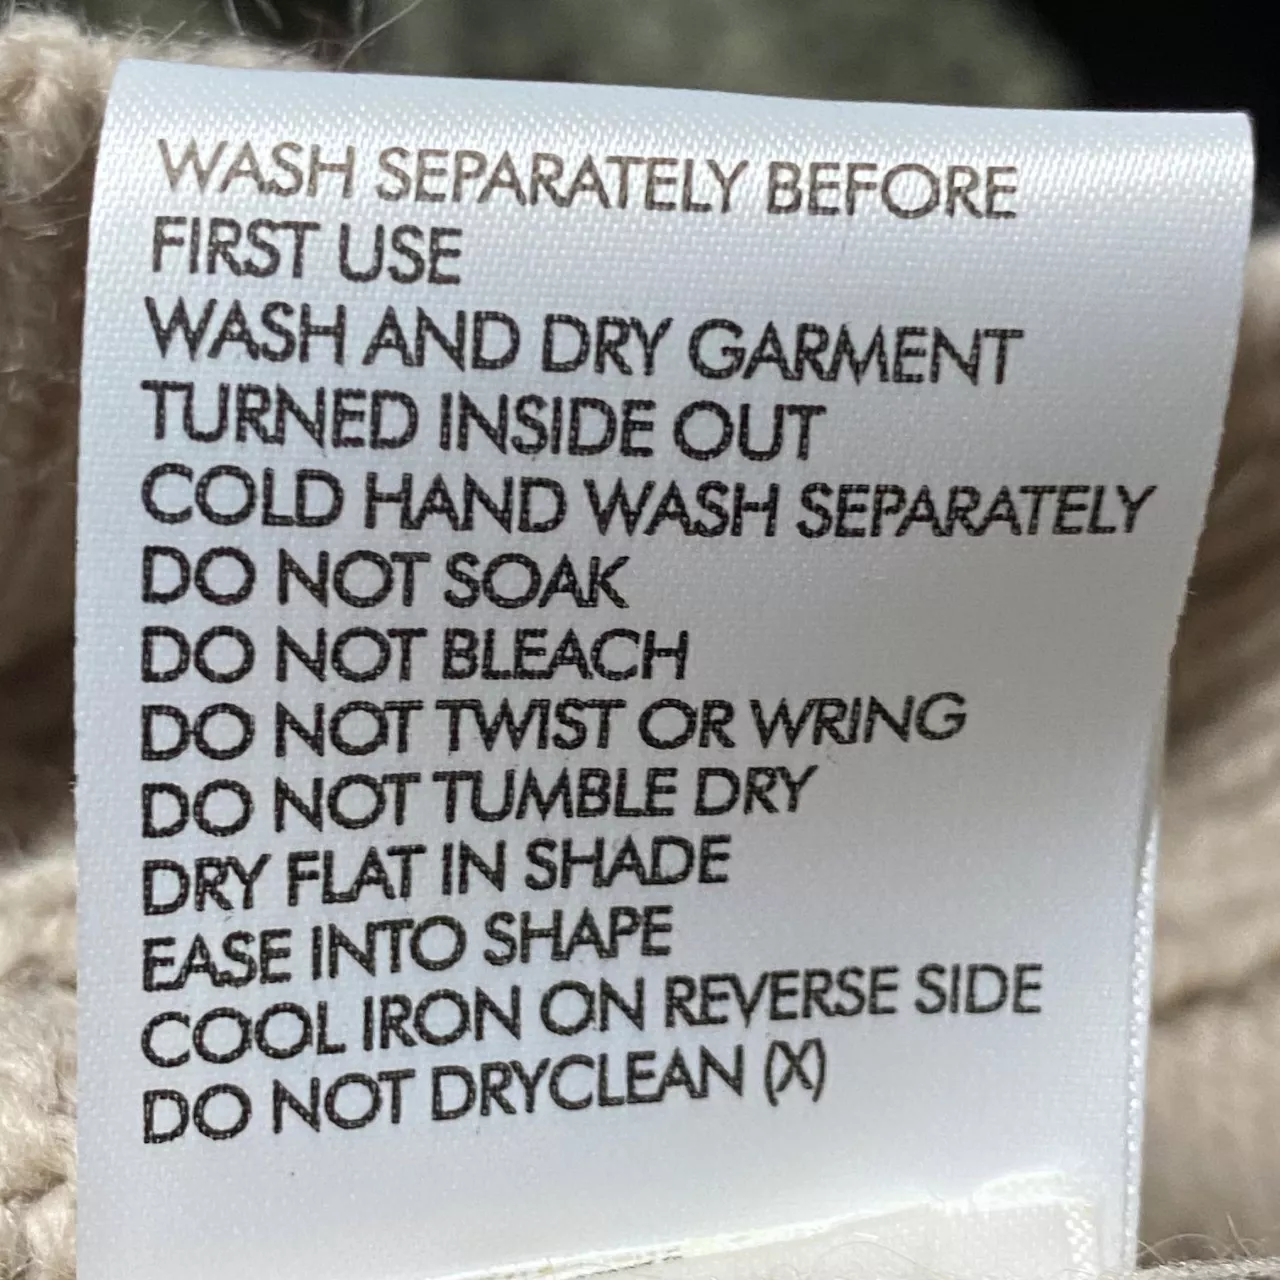 WASH SEPARATELY BEFORE
FIRST USE
WASH AND DRY GARMENT
TURNED INSIDE OUT
COLD HAND WASH SEPARATELY
DO NOT SOAK
DO NOT BLEACH
DO NOT TWIST OR WRING
DO NOT TUMBLE DRY
DRY FLAT IN SHADE
EASE INTO SHAPE
COOL IRON ON REVERSE SIDE
DO NOT DRYCLEAN (X)